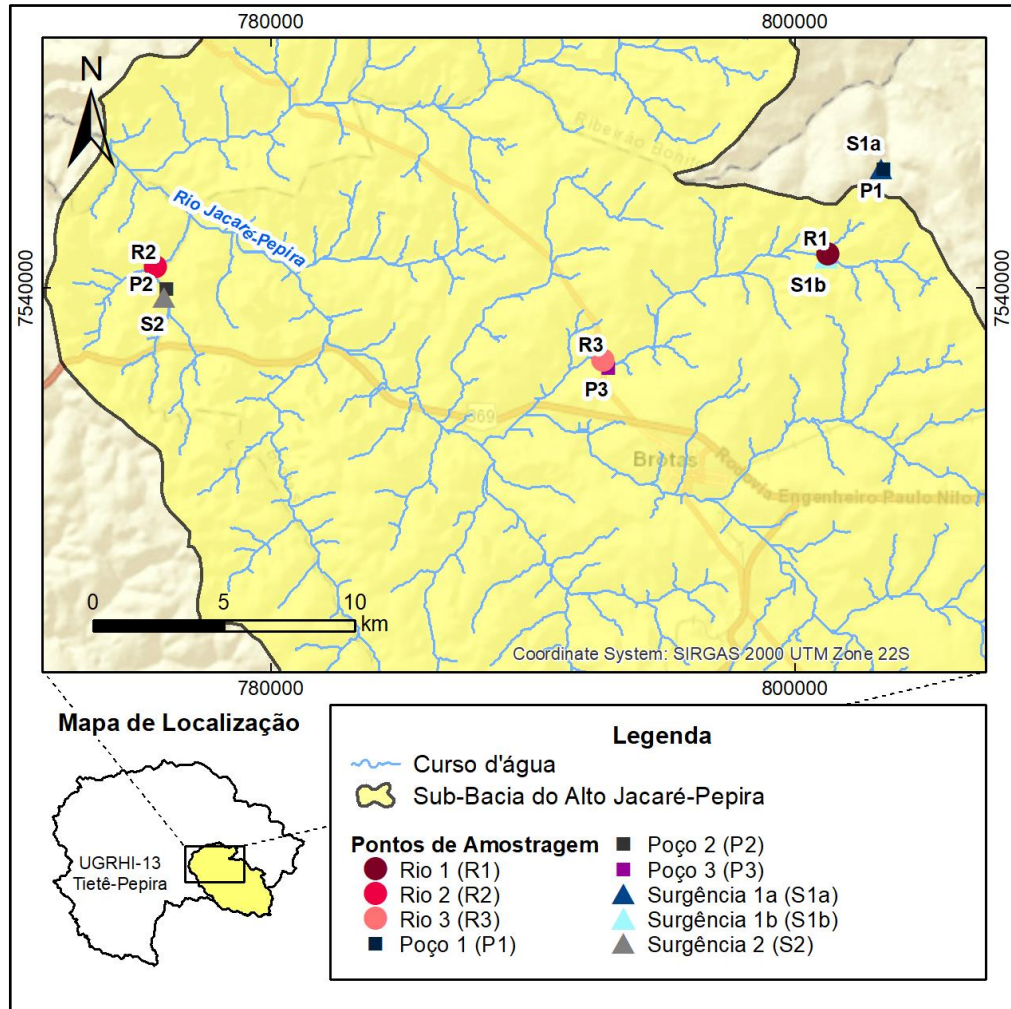 780000
800000
N
Ribeirão Bonito
S1a
P1
Rio Jacaré-Pepira
R1
R2
7540000
7540000
P2
S1b
S2
R3
P3
369
Brotas
Rodovia Engenheiro Paulo Nilo
0 5 10
km
Coordinate System: SIRGAS 2000 UTM Zone 22S
780000
800000
Mapa de Localização
UGRHI-13
Tietê-Pepira
Legenda
Curso d'água
Sub-Bacia do Alto Jacaré-Pepira
Pontos de Amostragem
Rio 1 (R1)
Rio 2 (R2)
Rio 3 (R3)
Poço 1 (P1)
Poço 2 (P2)
Poço 3 (P3)
Surgência 1a (S1a)
Surgência 1b (S1b)
Surgência 2 (S2)